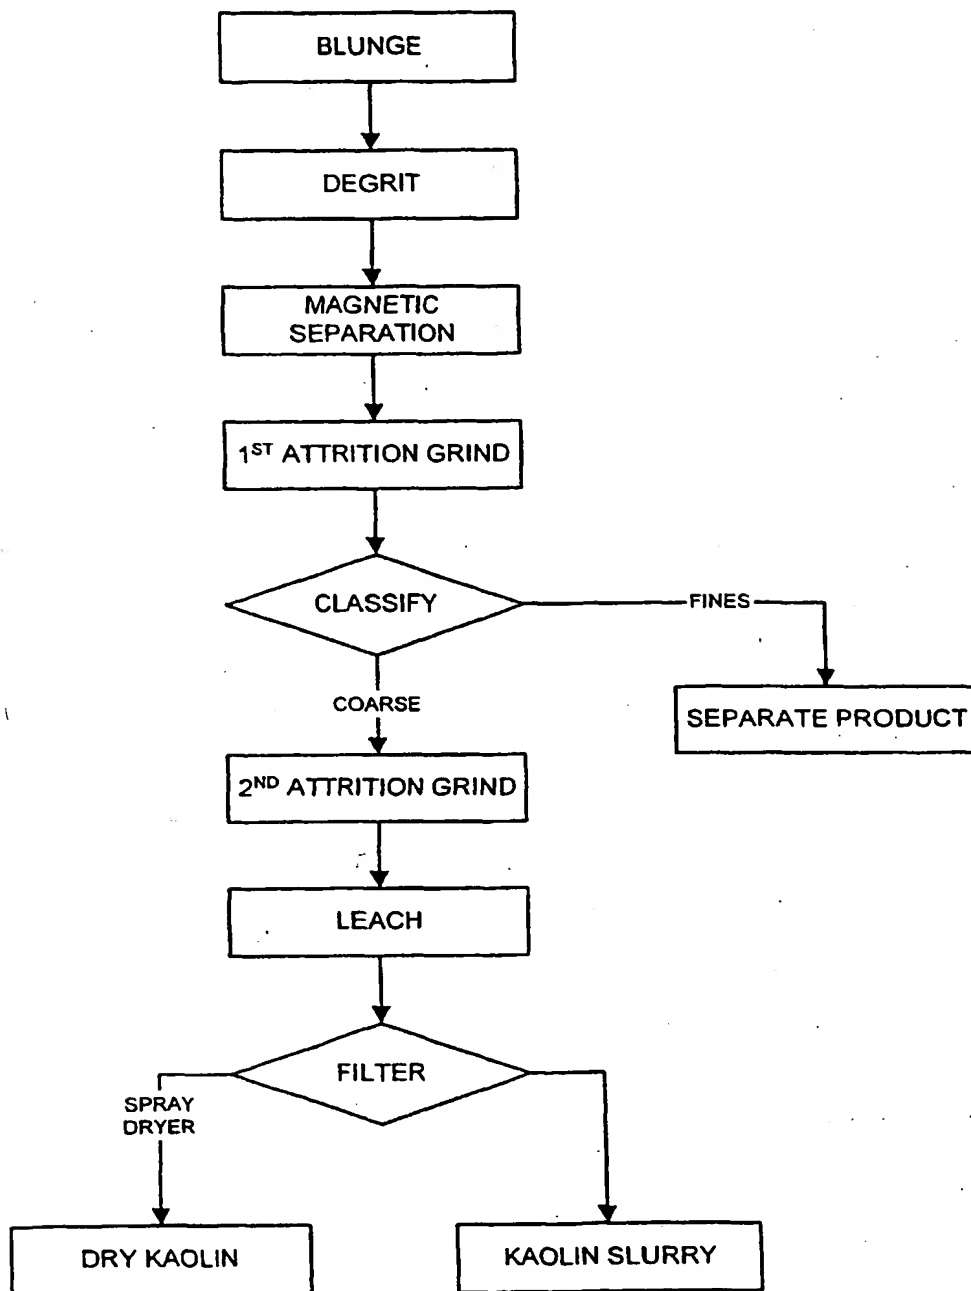 BLUNGE
DEGRIT
MAGNETIC
SEPARATION
1ST ATTRITION GRIND
CLASSIFY
FINES
COARSE
SEPARATE PRODUCT
2ND ATTRITION GRIND
LEACH
FILTER
SPRAY
DRYER
DRY KAOLIN
KAOLIN SLURRY